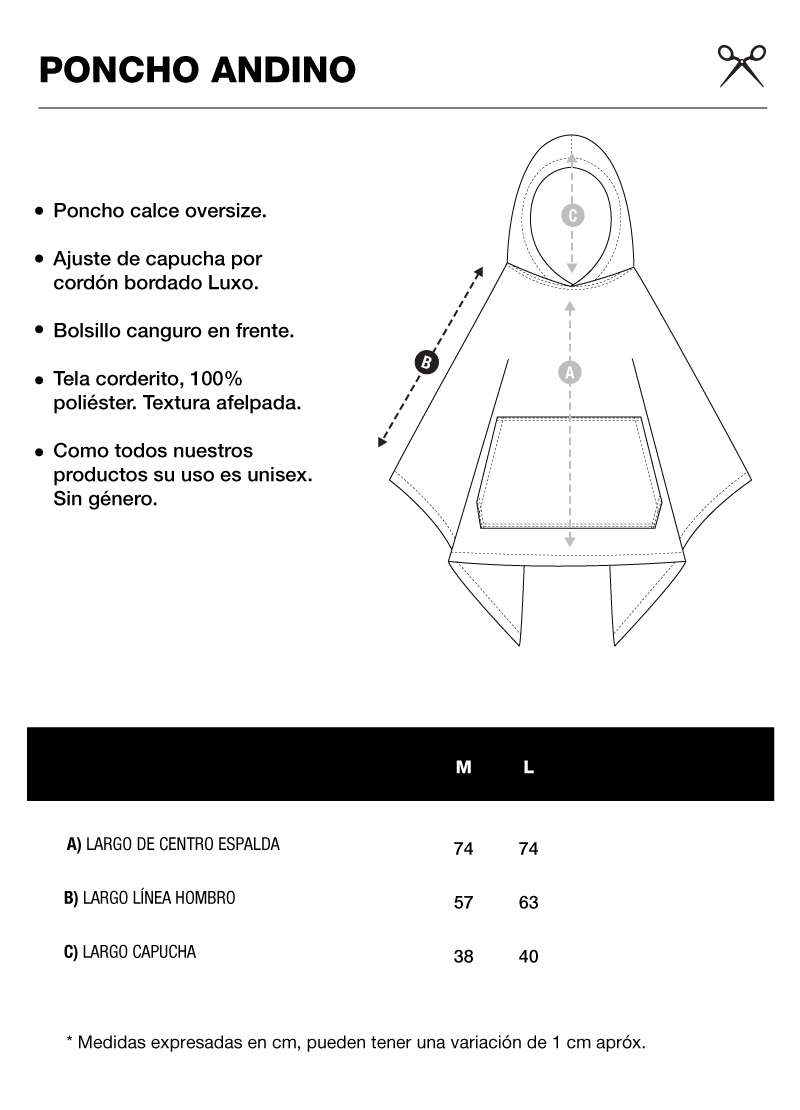 PONCHO ANDINO
• Poncho calce oversize.
• Ajuste de capucha por
cordón bordado Luxo.
• Bolsillo canguro en frente.
• Tela corderito, 100%
poliéster. Textura afelpada.
• Como todos nuestros
productos su uso es unisex.
Sin género.
C
B
A
M L
A) LARGO DE CENTRO ESPALDA 74 74
B) LARGO LÍNEA HOMBRO 57 63
C) LARGO CAPUCHA 38 40
* Medidas expresadas en cm, pueden tener una variación de 1 cm apróx.